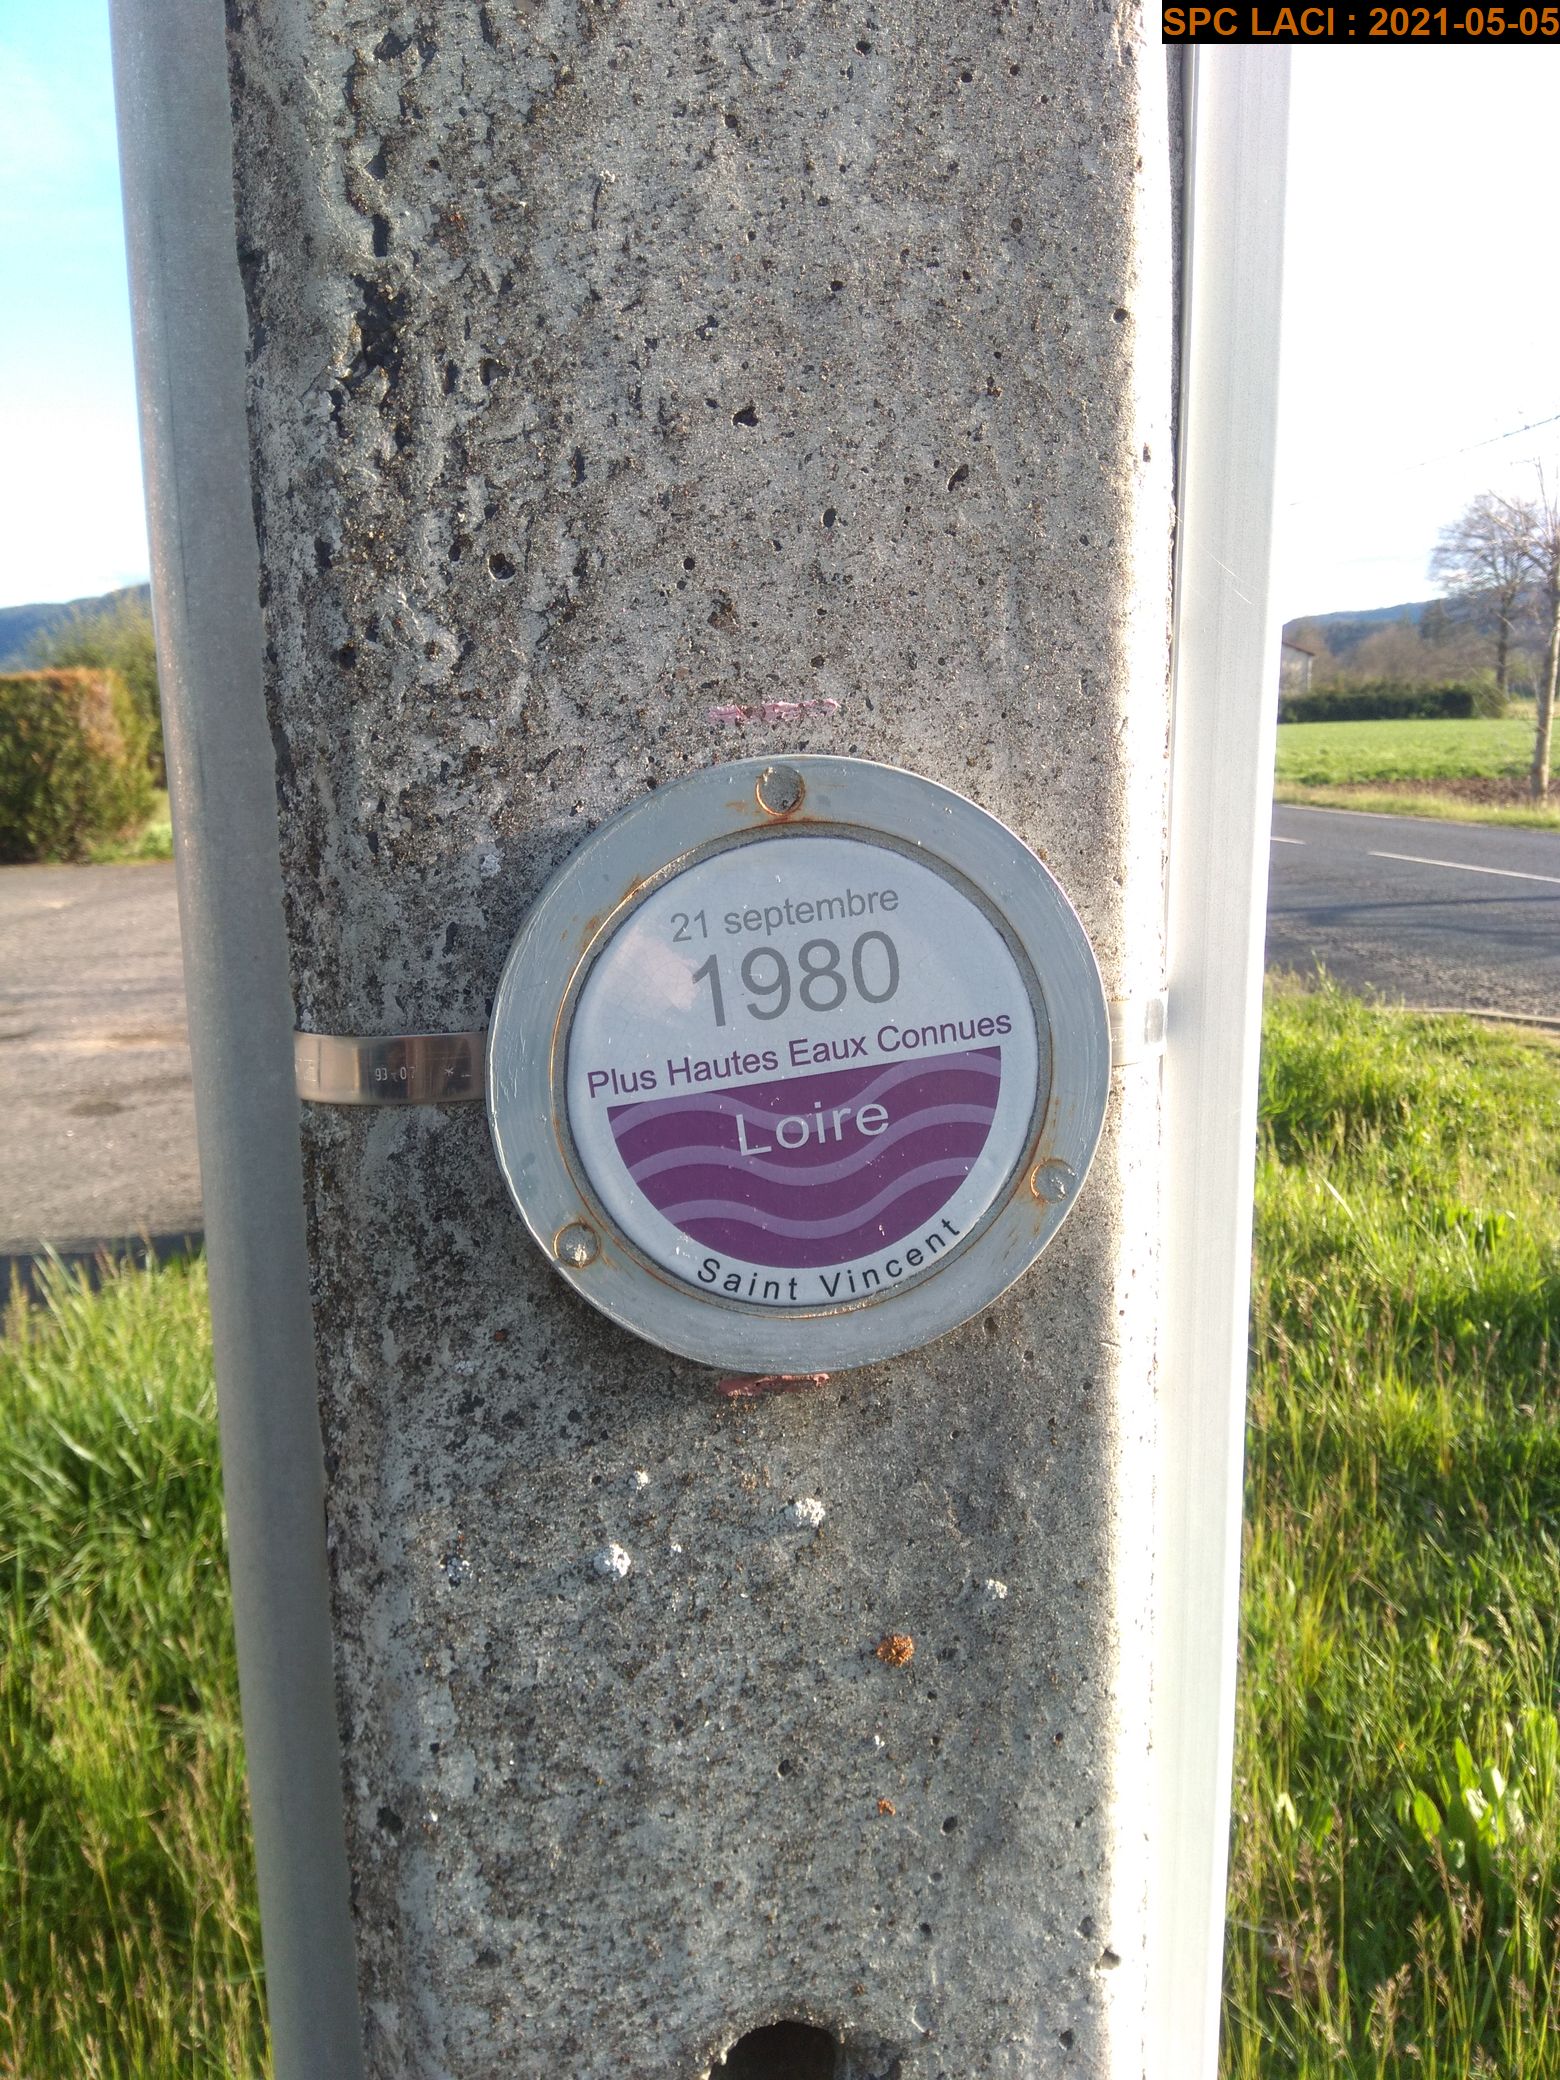 SPC LACI : 2021-05-05
21 septembre
1980
Plus Hautes Eaux Connues
Loire
Saint Vincent